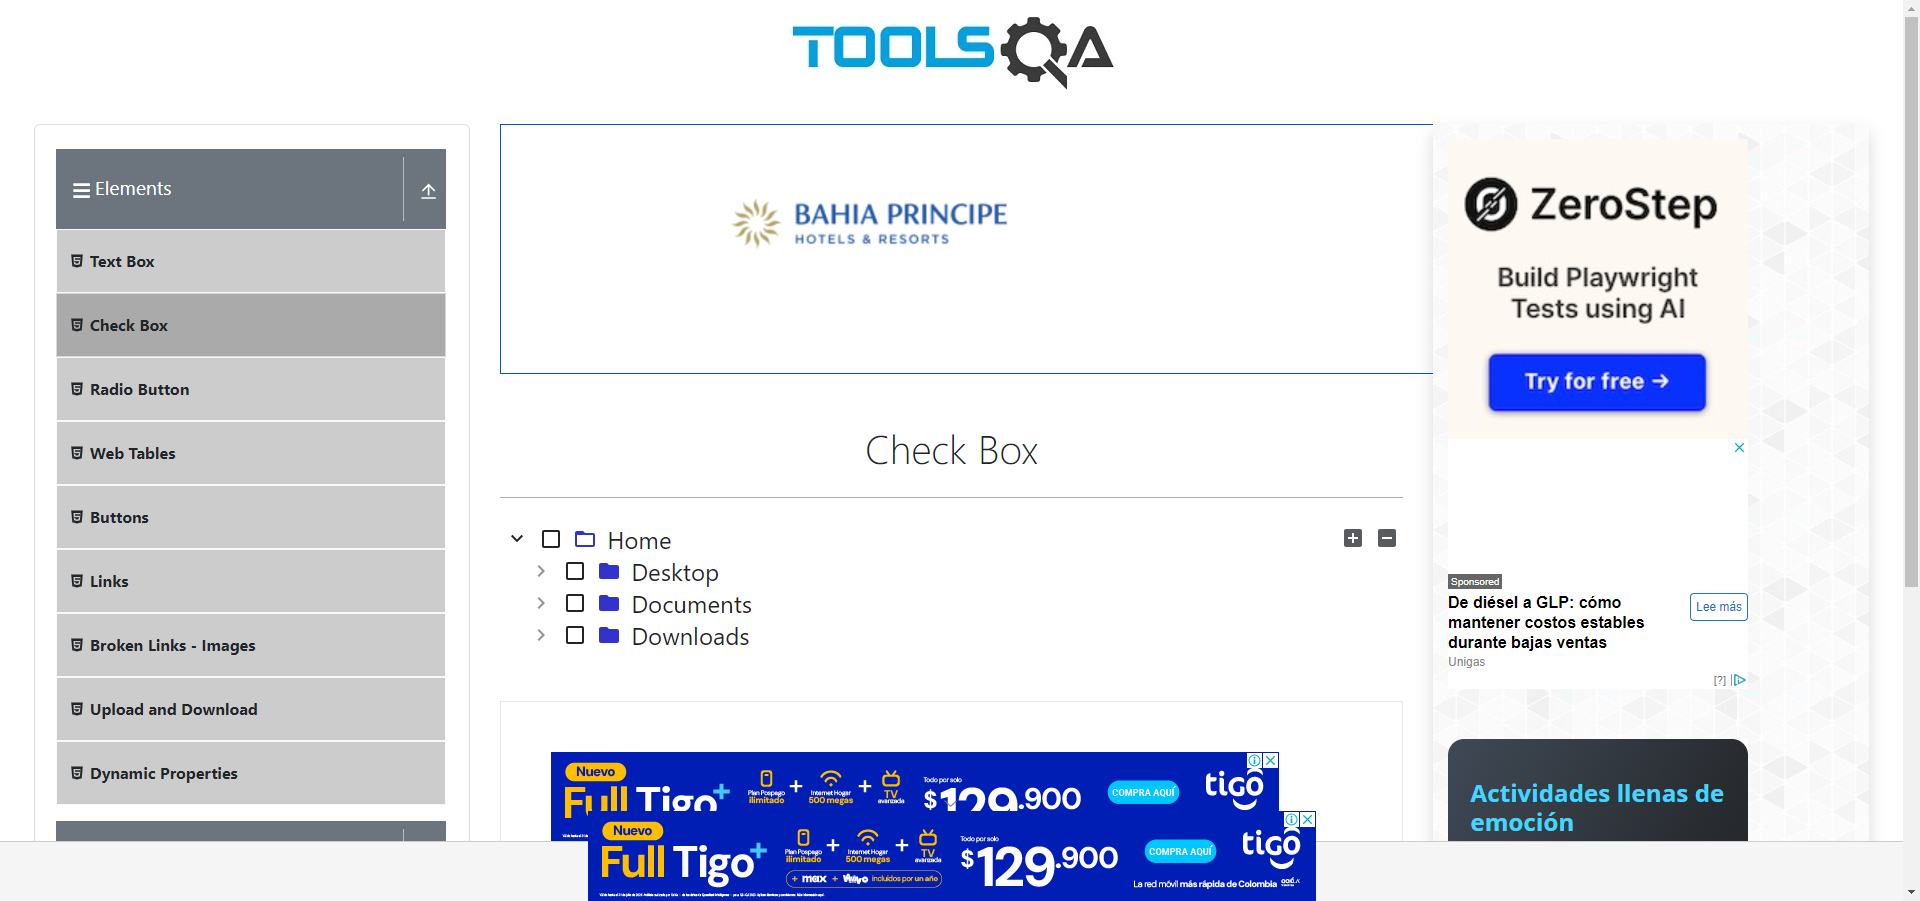 TOOLSQA
Elements
Text Box
Check Box
Radio Button
Web Tables
Buttons
Links
Broken Links - Images
Upload and Download
Dynamic Properties
BAHIA PRINCIPE
HOTELS & RESORTS
Check Box
Home
Desktop
Documents
Downloads
ZeroStep
Build Playwright
Tests using AI
Try for free →
Sponsored
De diésel a GLP: cómo
mantener costos estables
durante bajas ventas
Lee más
Unigas
[?]
Actividades llenas de
emoción
Nuevo
Full Tigo+
Plan Pospago
ilimitado
+
Internet Hogar
500 megas
+
TV
avanzada
Todo por solo
$129.900
COMPRA AQUÍ
tigo
Nuevo
Full Tigo+
Plan Pospago
ilimitado
+
Internet Hogar
500 megas
+
TV
avanzada
+ max + incluidos por un año
Todo por solo
$129.900
COMPRA AQUÍ
tigo
La red móvil más rápida de Colombia